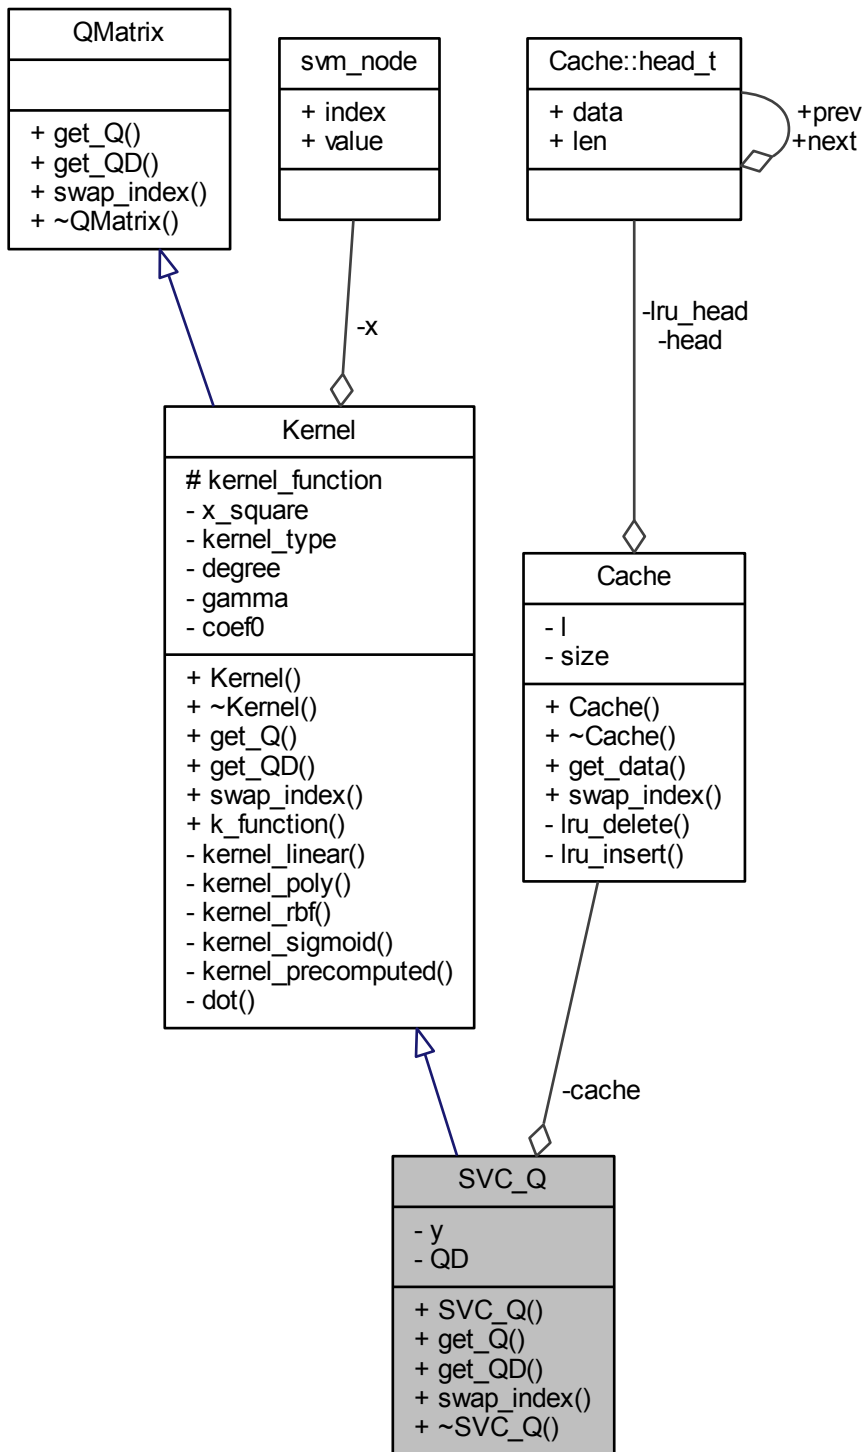 QMatrix
+ get_Q()
+ get_QD()
+ swap_index()
+ ~QMatrix()
svm_node
+ index
+ value
Cache::head_t
+ data
+ len
+prev
+next
-x
-lru_head
-head
Kernel
# kernel_function
- x_square
- kernel_type
- degree
- gamma
- coef0
+ Kernel()
+ ~Kernel()
+ get_Q()
+ get_QD()
+ swap_index()
+ k_function()
- kernel_linear()
- kernel_poly()
- kernel_rbf()
- kernel_sigmoid()
- kernel_precomputed()
- dot()
Cache
- l
- size
+ Cache()
+ ~Cache()
+ get_data()
+ swap_index()
- lru_delete()
- lru_insert()
-cache
SVC_Q
- y
- QD
+ SVC_Q()
+ get_Q()
+ get_QD()
+ swap_index()
+ ~SVC_Q()